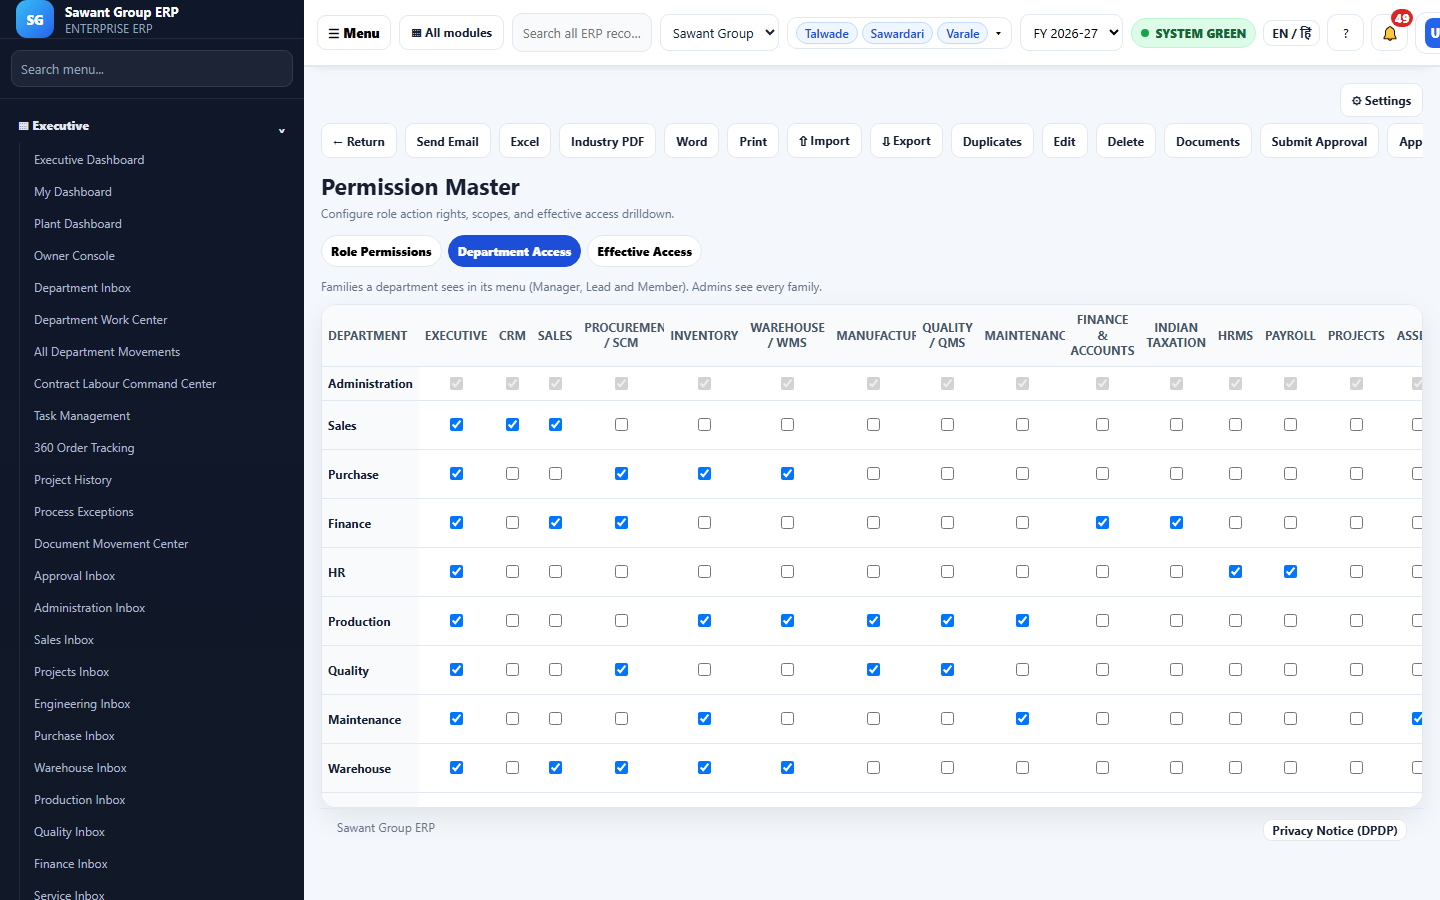 SG
Sawant Group ERP
ENTERPRISE ERP
Search menu...
Executive
Executive Dashboard
My Dashboard
Plant Dashboard
Owner Console
Department Inbox
Department Work Center
All Department Movements
Contract Labour Command Center
Task Management
360 Order Tracking
Project History
Process Exceptions
Document Movement Center
Approval Inbox
Administration Inbox
Sales Inbox
Projects Inbox
Engineering Inbox
Purchase Inbox
Warehouse Inbox
Production Inbox
Quality Inbox
Finance Inbox
Service Inbox
☰ Menu
All modules
Search all ERP reco...
Sawant Group
Talwade
Sawardari
Varale
FY 2026-27
SYSTEM GREEN
EN / हिं
?
49
U
Settings
← Return
Send Email
Excel
Industry PDF
Word
Print
⇧ Import
⇩ Export
Duplicates
Edit
Delete
Documents
Submit Approval
App
Permission Master
Configure role action rights, scopes, and effective access drilldown.
Role Permissions
Department Access
Effective Access
Families a department sees in its menu (Manager, Lead and Member). Admins see every family.
DEPARTMENT
EXECUTIVE
CRM
SALES
PROCUREMEN
/ SCM
INVENTORY
WAREHOUSE
/ WMS
MANUFACTUR
QUALITY
/ QMS
MAINTENANC
FINANCE
&
ACCOUNTS
INDIAN
TAXATION
HRMS
PAYROLL
PROJECTS
ASSE
Administration
Sales
Purchase
Finance
HR
Production
Quality
Maintenance
Warehouse
Sawant Group ERP
Privacy Notice (DPDP)